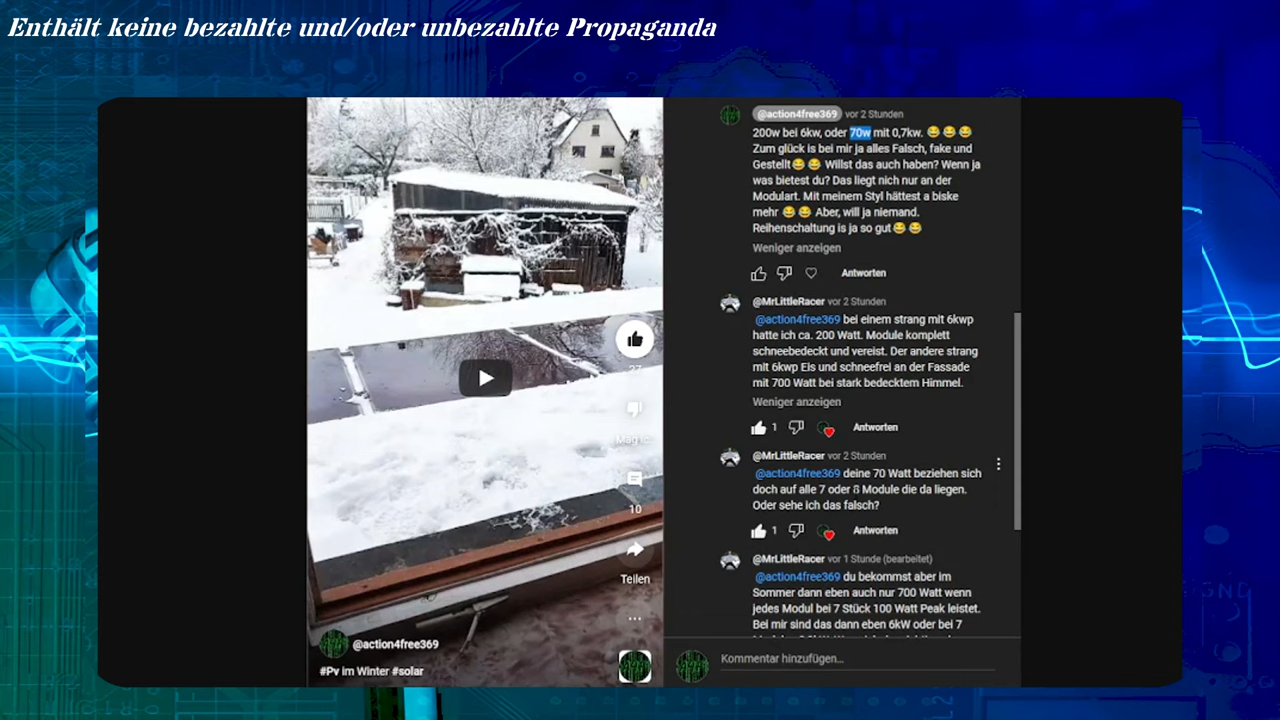 Enthält keine bezahlte und/oder unbezahlte Propaganda
@action4free369 vor 2 Stunden
200w bei 6kw, oder 70w mit 0,7kw. 😂 😂 😂
Zum glück is bei mir ja alles Falsch, fake und
Gestellt😂 😂 Willst das auch haben? Wenn ja
was bietest du? Das liegt nich nur an der
Modulart. Mit meinem Styl hättest a biske
mehr 😂 😂 Aber, will ja niemand.
Reihenschaltung is ja so gut😂 😂
Weniger anzeigen
Antworten
@MrLittleRacer vor 2 Stunden
@action4free369 bei einem strang mit 6kwp
hatte ich ca. 200 Watt. Module komplett
schneebedeckt und vereist. Der andere strang
mit 6kwp Eis und schneefrei an der Fassade
mit 700 Watt bei stark bedecktem Himmel.
Weniger anzeigen
1 Antworten
@MrLittleRacer vor 2 Stunden
@action4free369 deine 70 Watt beziehen sich
doch auf alle 7 oder 8 Module die da liegen.
Oder sehe ich das falsch?
1 Antworten
@MrLittleRacer vor 1 Stunde (bearbeitet)
@action4free369 du bekommst aber im
Sommer dann eben auch nur 700 Watt wenn
jedes Modul bei 7 Stück 100 Watt Peak leistet.
Bei mir sind das dann eben 6kW oder bei 7
Kommentar hinzufügen...
27
Mag ic
10
Teilen
@action4free369
#Pv im Winter #solar